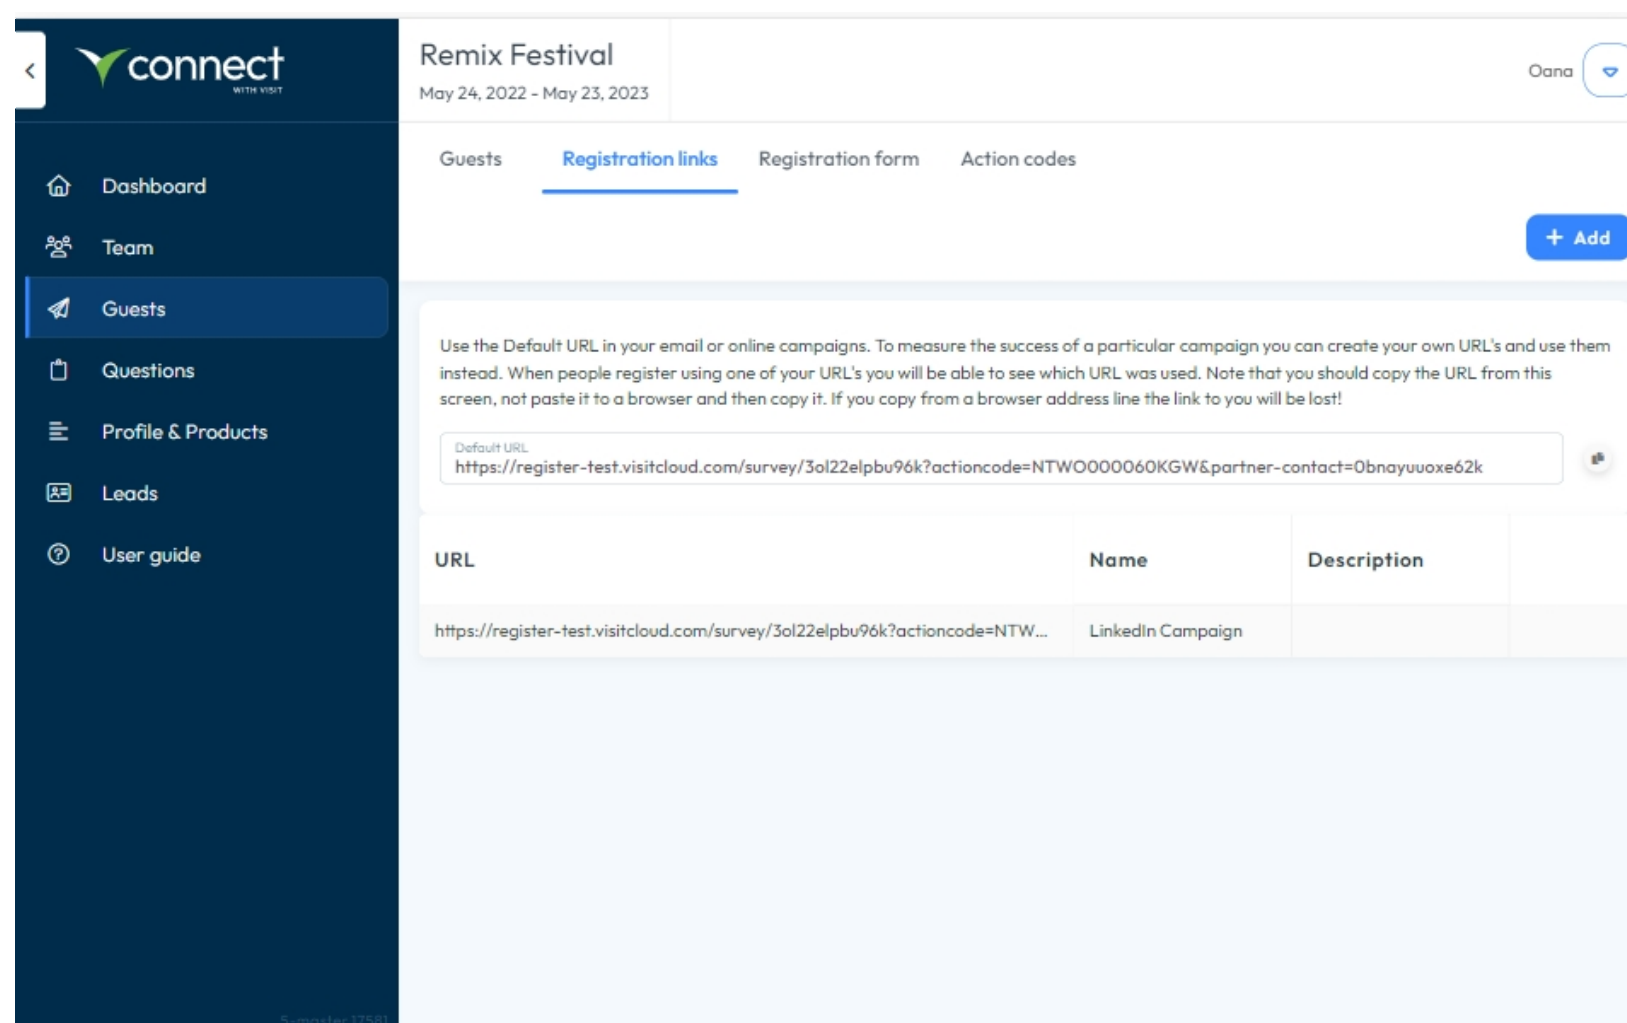 connect
WITH VISIT
Remix Festival
May 24, 2022 - May 23, 2023
Oana
Dashboard
Team
Guests
Questions
Profile & Products
Leads
User guide
Guests Registration links Registration form Action codes
+ Add
Use the Default URL in your email or online campaigns. To measure the success of a particular campaign you can create your own URL's and use them
instead. When people register using one of your URL's you will be able to see which URL was used. Note that you should copy the URL from this
screen, not paste it to a browser and then copy it. If you copy from a browser address line the link to you will be lost!
Default URL
https://register-test.visitcloud.com/survey/3ol22elpbu96k?actioncode=NTWO000060KGW&partner-contact=0bnayuuoxe62k
URL Name Description
https://register-test.visitcloud.com/survey/3ol22elpbu96k?actioncode=NTW... LinkedIn Campaign
5-master.17581